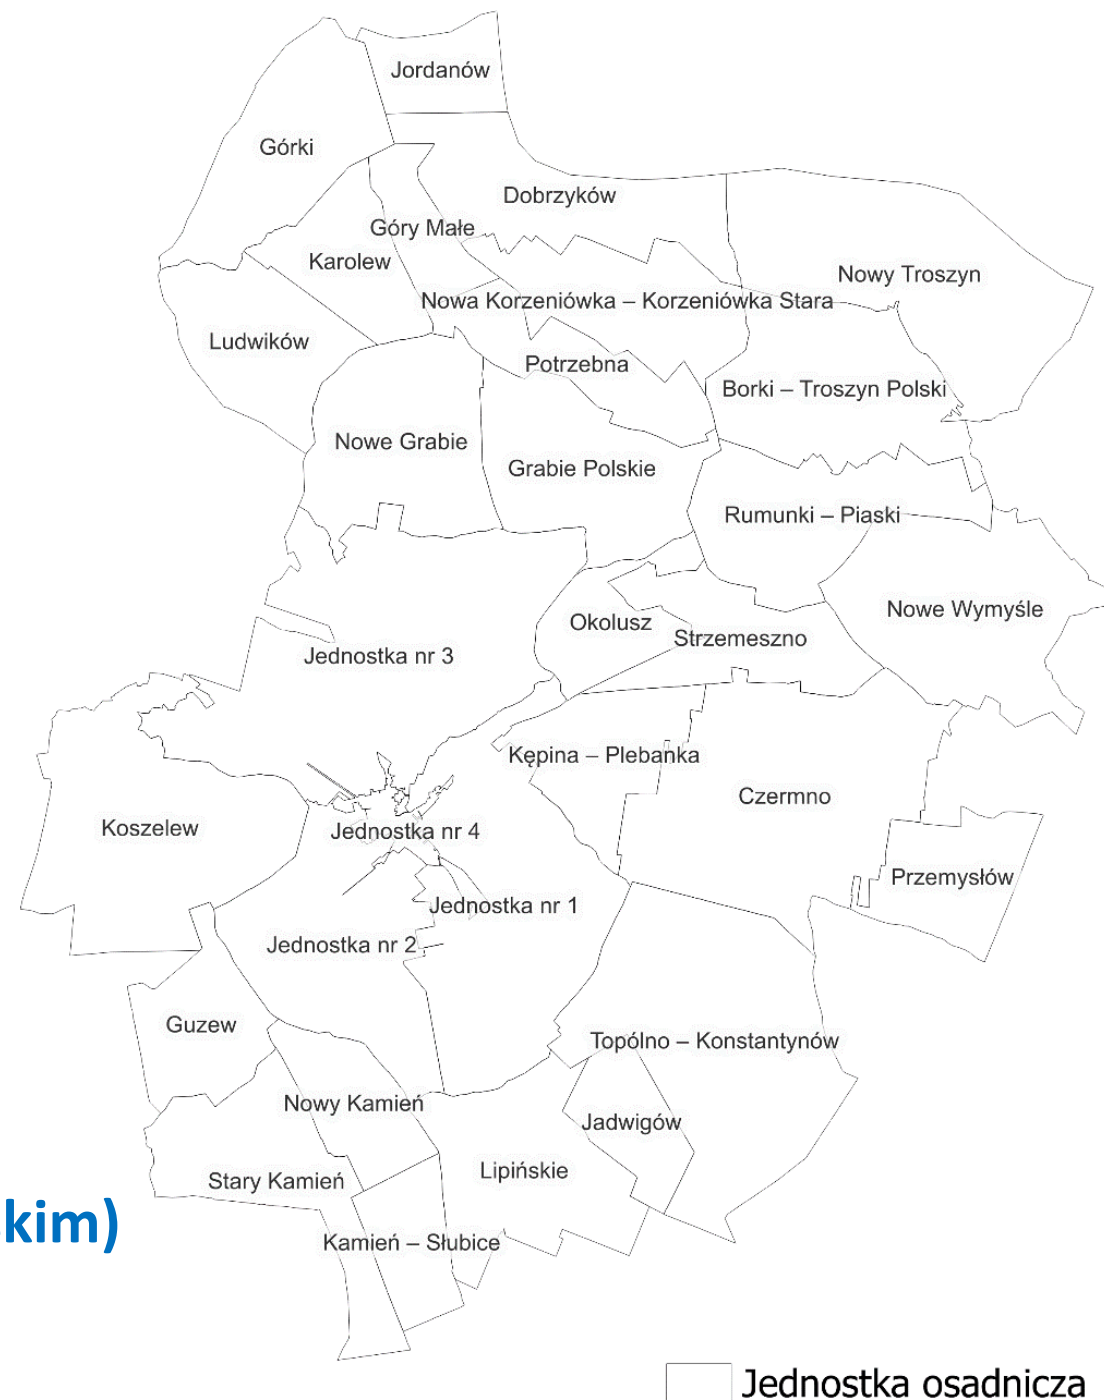 Jordanów
Górki
Dobrzyków
Góry Małe
Karolew
Nowy Troszyn
Nowa Korzeniówka – Korzeniówka Stara
Ludwików
Potrzebna
Borki – Troszyn Polski
Nowe Grabie
Grabie Polskie
Rumunki – Piaski
Nowe Wymyśle
Okolusz
Strzemeszno
Jednostka nr 3
Kępina – Plebanka
Czermno
Koszelew
Jednostka nr 4
Przemysłów
Jednostka nr 1
Jednostka nr 2
Guzew
Topólno – Konstantynów
Nowy Kamień
Jadwigów
Lipińskie
Stary Kamień
kim)
Kamień – Słubice
Jednostka osadnicza